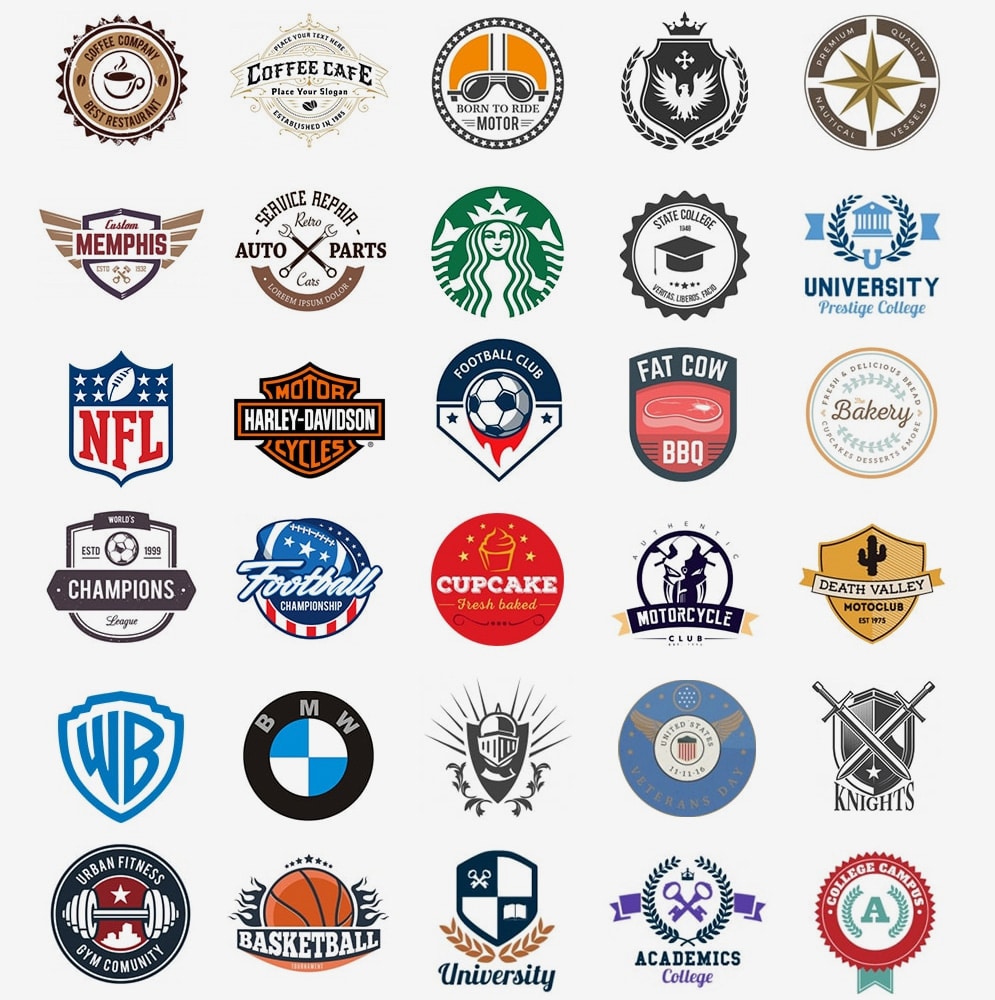 COFFEE COMPANY
BEST RESTAURANT
PLACE YOUR TEXT HERE
COFFEE CAFE
Place Your Slogan
ESTABLISHED IN 1985
BORN TO RIDE
MOTOR
PREMIUM QUALITY
NAUTICAL VESSELS
Custom
MEMPHIS
ESTD 1932
SERVICE REPAIR
Retro
AUTO PARTS
Cars
LOREEM IPSUM DOLOR
STATE COLLEGE
1948
VERITAS, LIBEROS, FACIO
U
UNIVERSITY
Prestige College
NFL
MOTOR
HARLEY-DAVIDSON
CYCLES
®
FOOTBALL CLUB
FAT COW
BBQ
FRESH & DELICIOUS BREAD
The
Bakery
CUPCAKES DESSERTS & MORE
WORLD'S
ESTD 1999
CHAMPIONS
League
Football
CHAMPIONSHIP
CUPCAKE
Fresh baked
AUTHENTIC
MOTORCYCLE
CLUB
DEATH VALLEY
MOTOCLUB
EST 1975
WB
BMW
UNITED STATES
11-11-16
VETERANS DAY
KNIGHTS
URBAN FITNESS
GYM COMUNITY
BASKETBALL
TOURNAMENT
University
ACADEMICS
College
COLLEGE CAMPUS
A